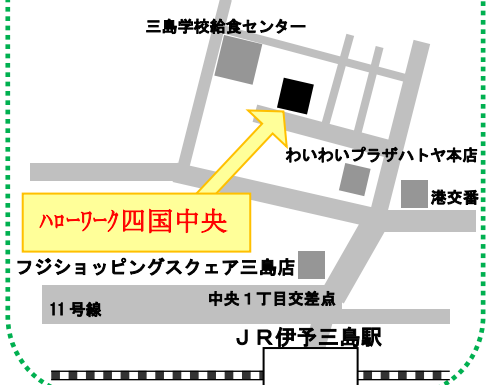 三島学校給食センター
わいわいプラザハトヤ本店
港交番
ﾊﾛｰﾜｰｸ四国中央
フジショッピングスクェア三島店
中央１丁目交差点
11号線
ＪＲ伊予三島駅